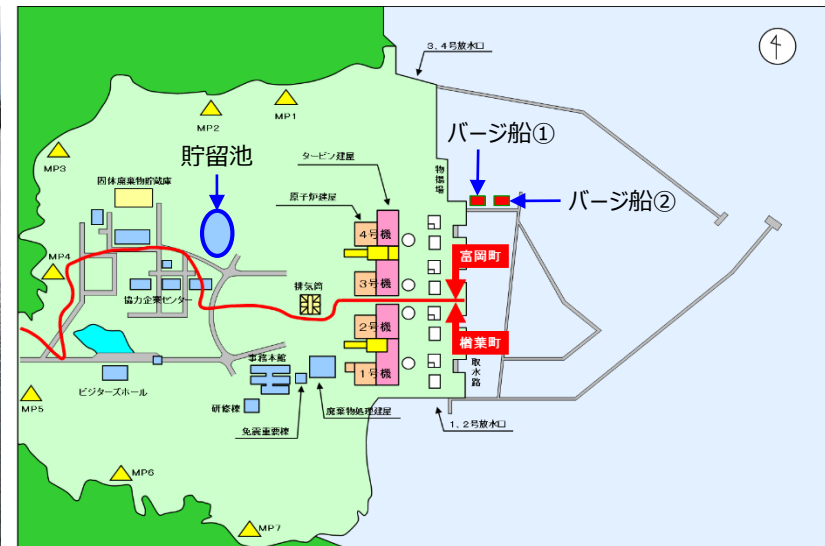 3,4号放水口
MP1
MP2
バージ船①
MP3
貯留池
タービン建屋
物揚場
固体廃棄物貯蔵庫
バージ船②
原子炉建屋
4号機
富岡町
MP4
3号機
排気筒
協力企業センター
2号機
楢葉町
事務本館
取水路
1号機
ビジターズホール
MP5
研修棟
廃棄物処理建屋
免震重要棟
1,2号放水口
MP6
MP7